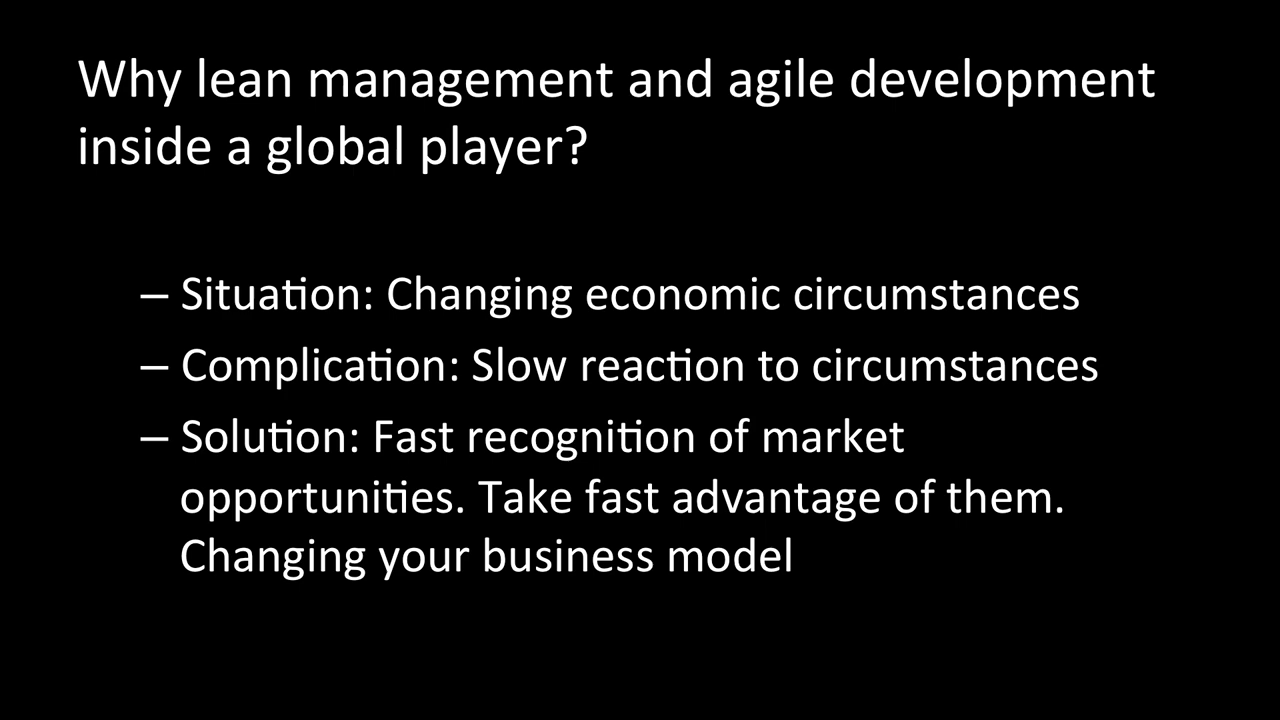 Why lean management and agile development
inside a global player?
– Situation: Changing economic circumstances
– Complication: Slow reaction to circumstances
– Solution: Fast recognition of market
opportunities. Take fast advantage of them.
Changing your business model